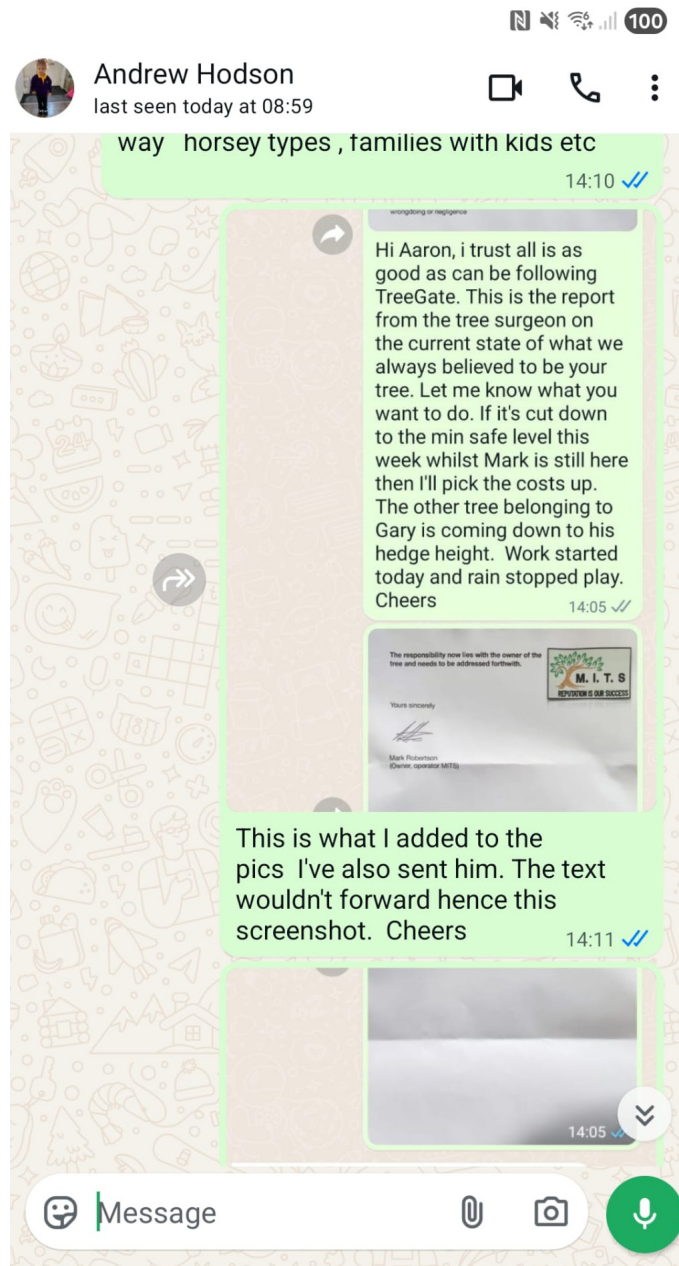 100
Andrew Hodson
last seen today at 08:59
way horsey types , families with kids etc
14:10
wrongdoing or negligence
Hi Aaron, i trust all is as
good as can be following
TreeGate. This is the report
from the tree surgeon on
the current state of what we
always believed to be your
tree. Let me know what you
want to do. If it's cut down
to the min safe level this
week whilst Mark is still here
then I'll pick the costs up.
The other tree belonging to
Gary is coming down to his
hedge height. Work started
today and rain stopped play.
Cheers
14:05
The responsibility now lies with the owner of the
tree and needs to be addressed forthwith.
M. I. T. S
REPUTATION IS OUR SUCCESS
Yours sincerely
Mark Robertson
(Owner, operator MITS)
This is what I added to the
pics I've also sent him. The text
wouldn't forward hence this
screenshot. Cheers
14:11
14:05
Message